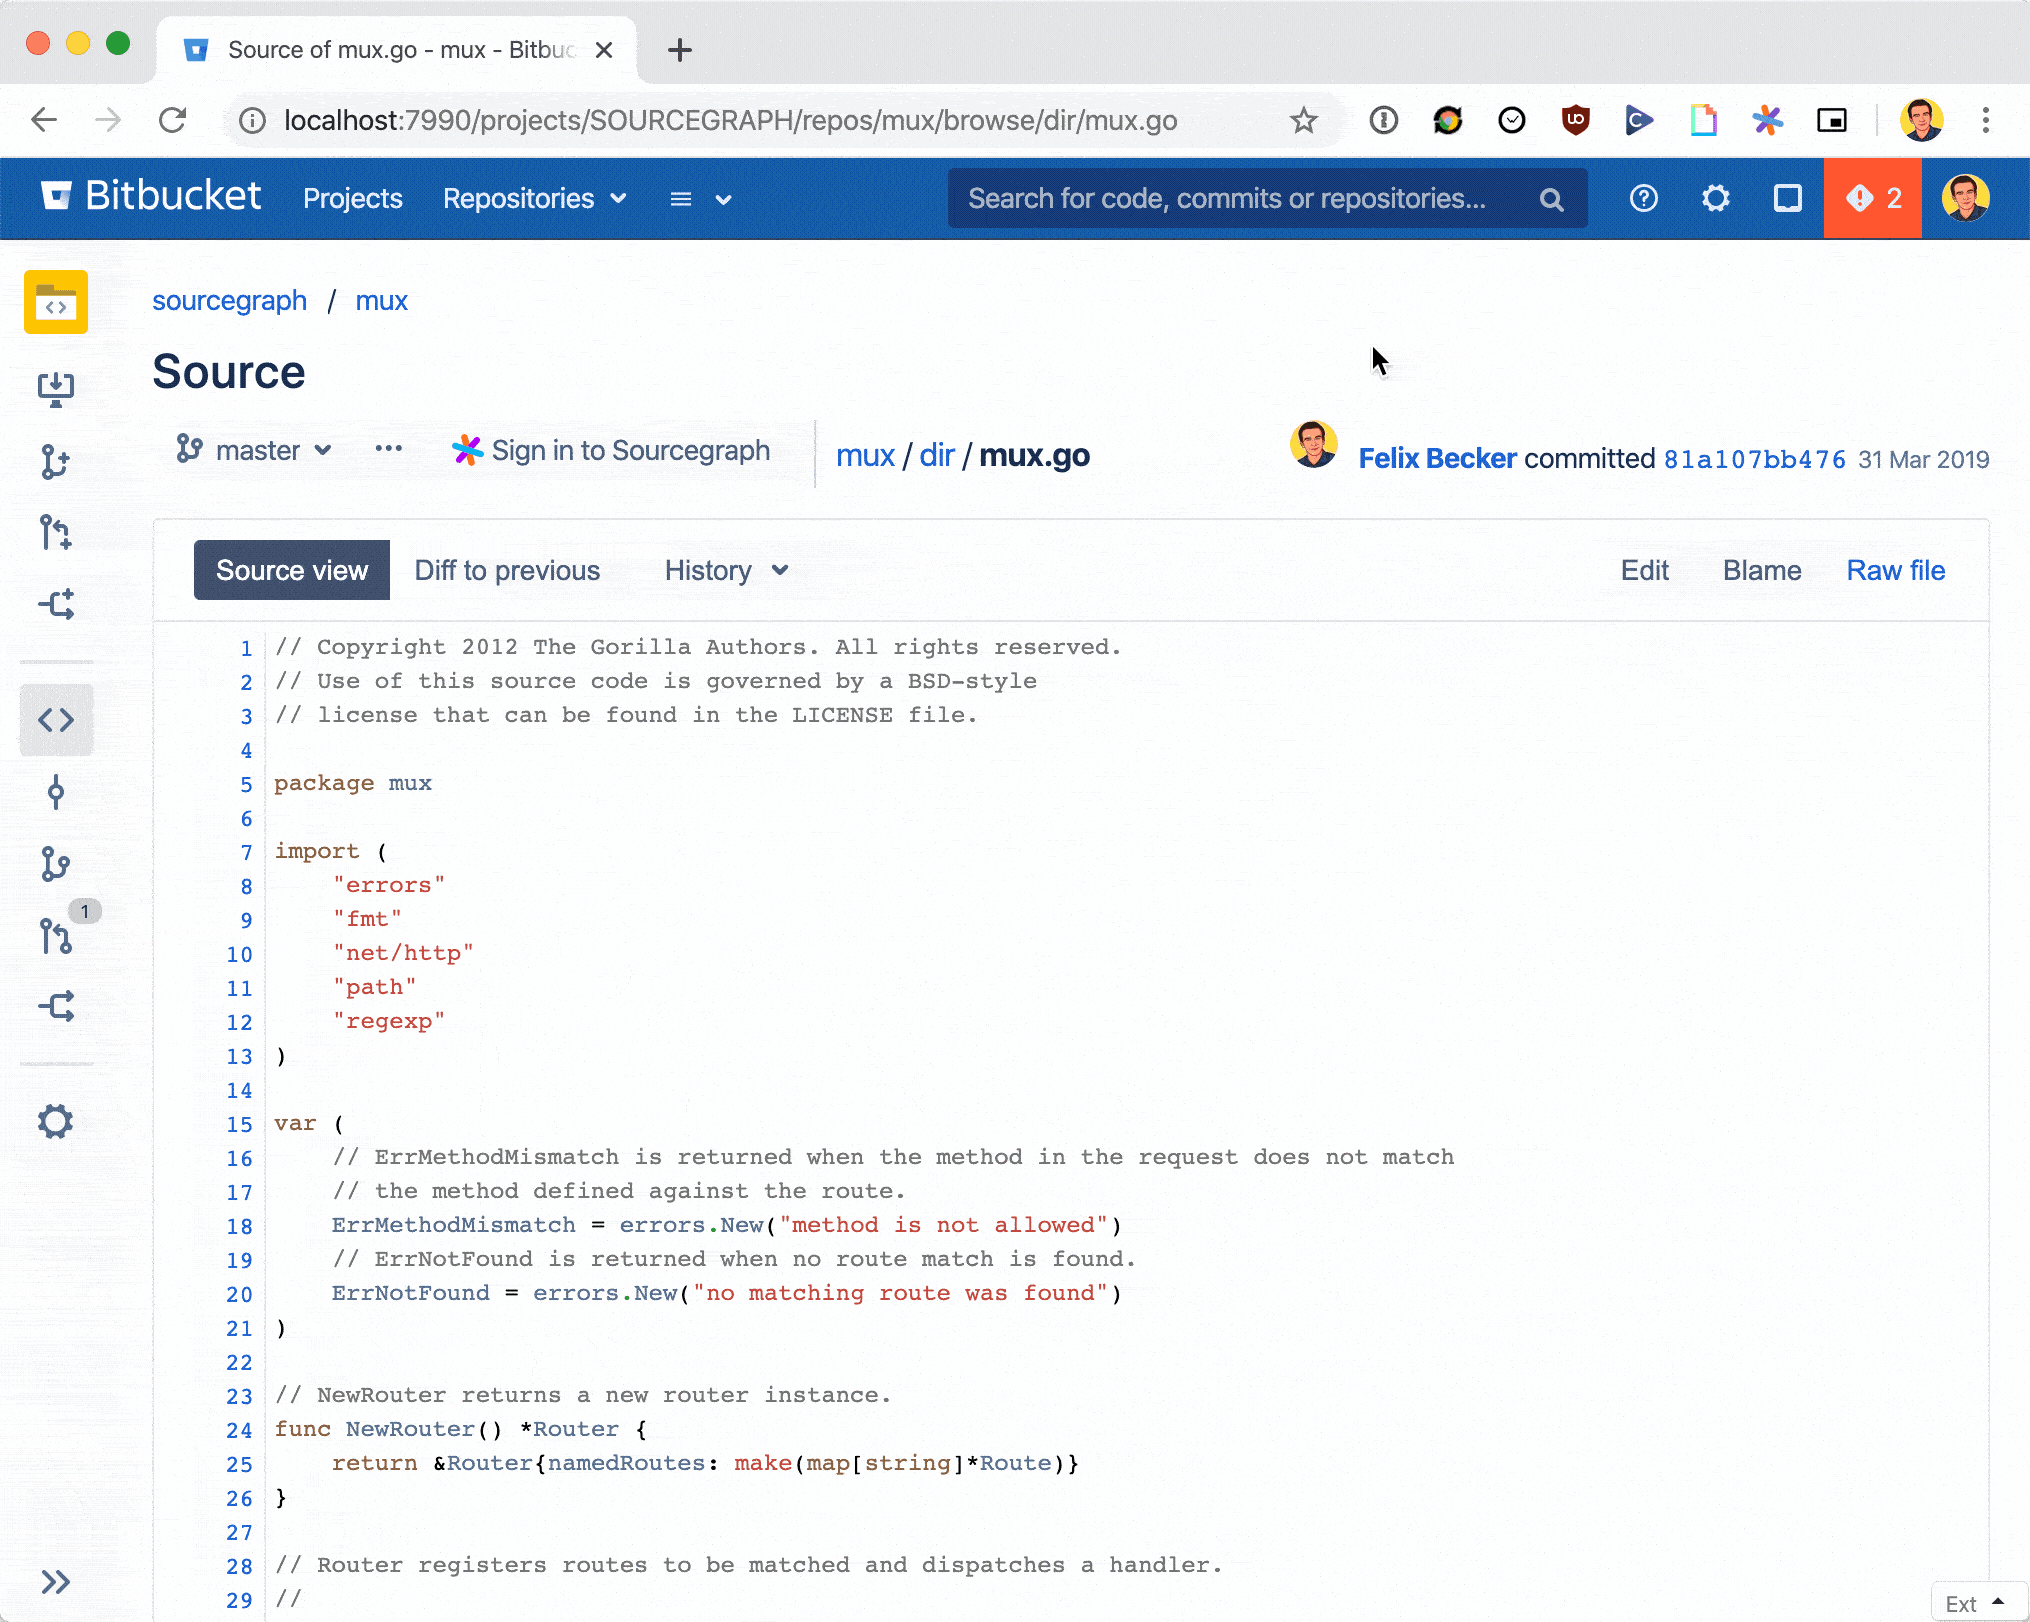 Source of mux.go - mux - Bitbuc
localhost:7990/projects/SOURCEGRAPH/repos/mux/browse/dir/mux.go
Bitbucket Projects Repositories Search for code, commits or repositories... 2
sourcegraph / mux
Source
master Sign in to Sourcegraph mux / dir / mux.go Felix Becker committed 81a107bb476 31 Mar 2019
Source view Diff to previous History Edit Blame Raw file
1 // Copyright 2012 The Gorilla Authors. All rights reserved.
2 // Use of this source code is governed by a BSD-style
3 // license that can be found in the LICENSE file.
4
5 package mux
6
7 import (
8 "errors"
9 "fmt"
10 "net/http"
11 "path"
12 "regexp"
13 )
14
15 var (
16 // ErrMethodMismatch is returned when the method in the request does not match
17 // the method defined against the route.
18 ErrMethodMismatch = errors.New("method is not allowed")
19 // ErrNotFound is returned when no route match is found.
20 ErrNotFound = errors.New("no matching route was found")
21 )
22
23 // NewRouter returns a new router instance.
24 func NewRouter() *Router {
25 return &Router{namedRoutes: make(map[string]*Route)}
26 }
27
28 // Router registers routes to be matched and dispatches a handler.
29 //
1
Ext